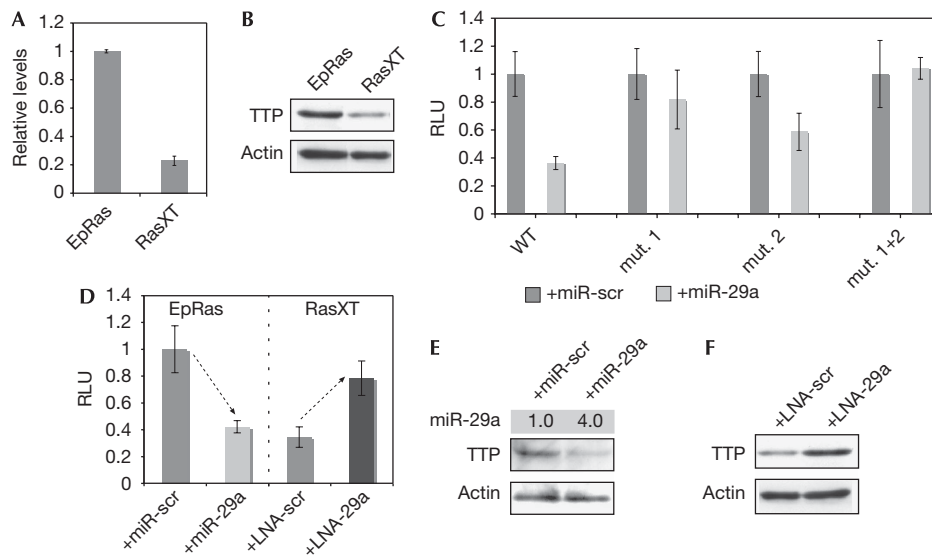 A
Relative levels
1.2
1
0.8
0.6
0.4
0.2
0
EpRas
RasXT
B
EpRas
RasXT
TTP
Actin
C
RLU
1.4
1.2
1
0.8
0.6
0.4
0.2
0
WT
mut. 1
mut. 2
mut. 1+2
+miR-scr
+miR-29a
D
RLU
1.4
1.2
1
0.8
0.6
0.4
0.2
0
EpRas
RasXT
+miR-scr
+miR-29a
+LNA-scr
+LNA-29a
E
+miR-scr
+miR-29a
miR-29a 1.0 4.0
TTP
Actin
F
+LNA-scr
+LNA-29a
TTP
Actin